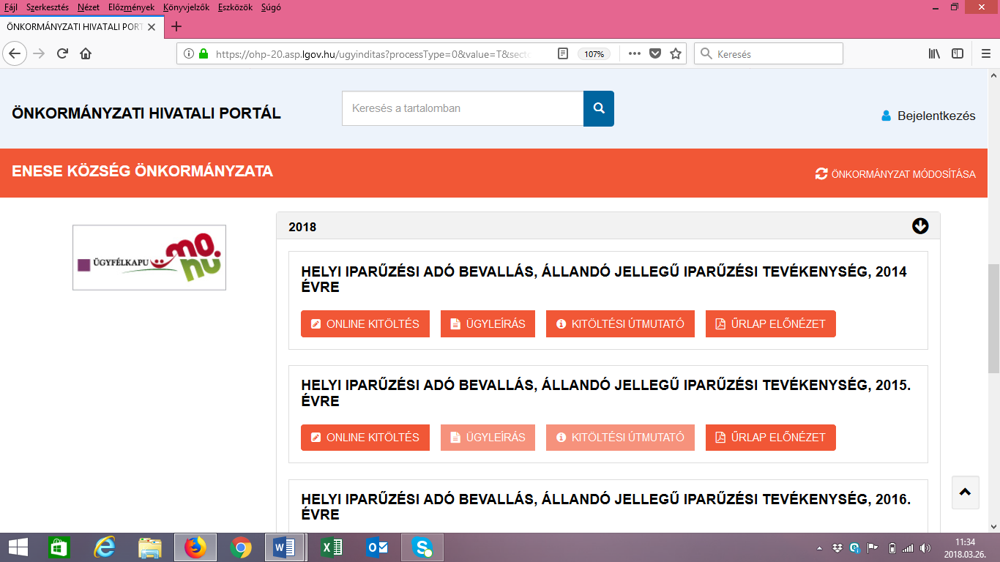 Fájl Szerkesztés Nézet Előzmények Könyvjelzők Eszközök Súgó
ÖNKORMÁNYZATI HIVATALI PORT
https://ohp-20.asp.lgov.hu/ugyinditas?processType=0&value=T&sect
107%
Keresés
ÖNKORMÁNYZATI HIVATALI PORTÁL
Keresés a tartalomban
Bejelentkezés
ENESE KÖZSÉG ÖNKORMÁNYZATA
ÖNKORMÁNYZAT MÓDOSÍTÁSA
ÜGYFÉLKAPU
mo.
hu
2018
HELYI IPARŰZÉSI ADÓ BEVALLÁS, ÁLLANDÓ JELLEGŰ IPARŰZÉSI TEVÉKENYSÉG, 2014
ÉVRE
ONLINE KITÖLTÉS ÜGYLEÍRÁS KITÖLTÉSI ÚTMUTATÓ ŰRLAP ELŐNÉZET
HELYI IPARŰZÉSI ADÓ BEVALLÁS, ÁLLANDÓ JELLEGŰ IPARŰZÉSI TEVÉKENYSÉG, 2015.
ÉVRE
ONLINE KITÖLTÉS ÜGYLEÍRÁS KITÖLTÉSI ÚTMUTATÓ ŰRLAP ELŐNÉZET
HELYI IPARŰZÉSI ADÓ BEVALLÁS, ÁLLANDÓ JELLEGŰ IPARŰZÉSI TEVÉKENYSÉG, 2016.
ÉVRE
11:34
2018.03.26.